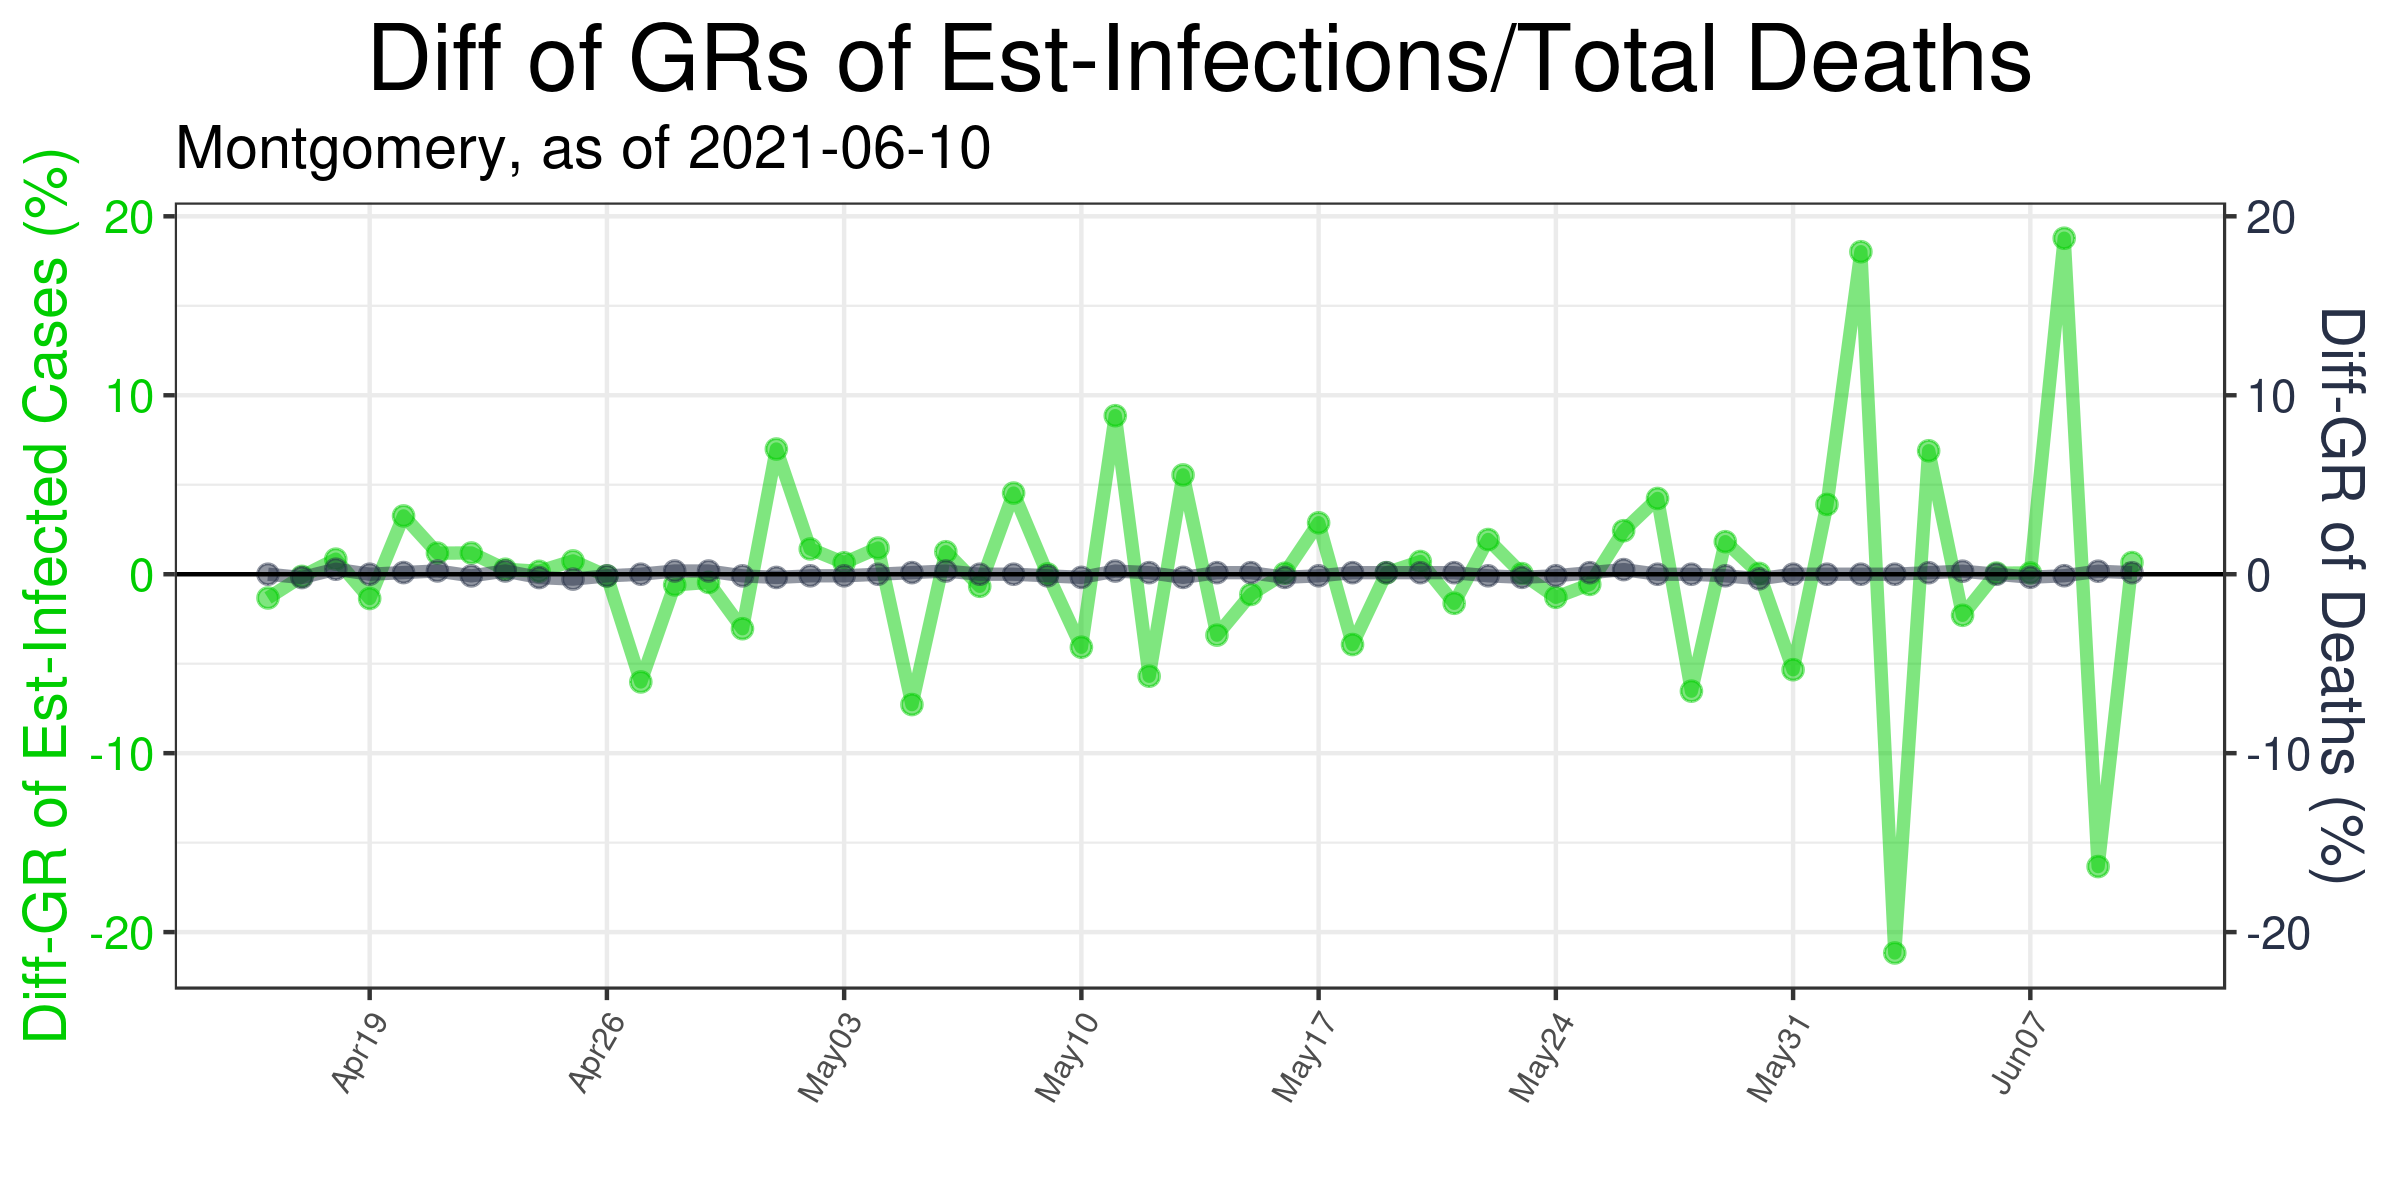 Diff of GRs of Est-Infections/Total Deaths
Montgomery, as of 2021-06-10
Diff-GR of Est-Infected Cases (%)
20
10
0
-10
-20
20
10
0
-10
-20
Diff-GR of Deaths (%)
Apr19
Apr26
May03
May10
May17
May24
May31
Jun07